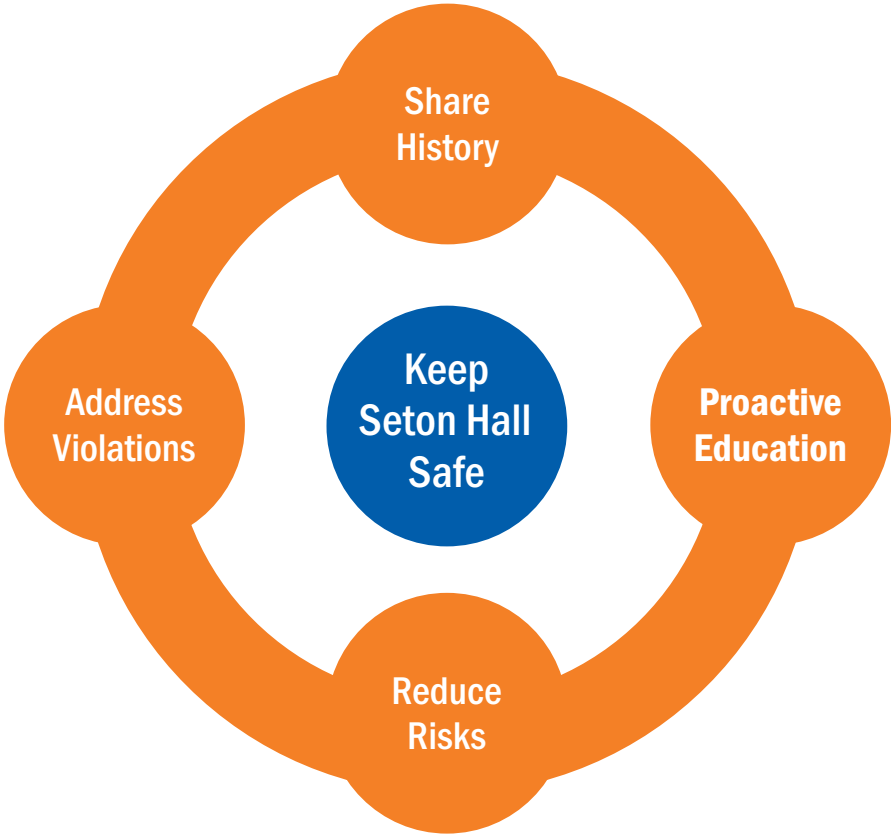 Share
History
Address
Violations
Keep
Seton Hall
Safe
Proactive
Education
Reduce
Risks